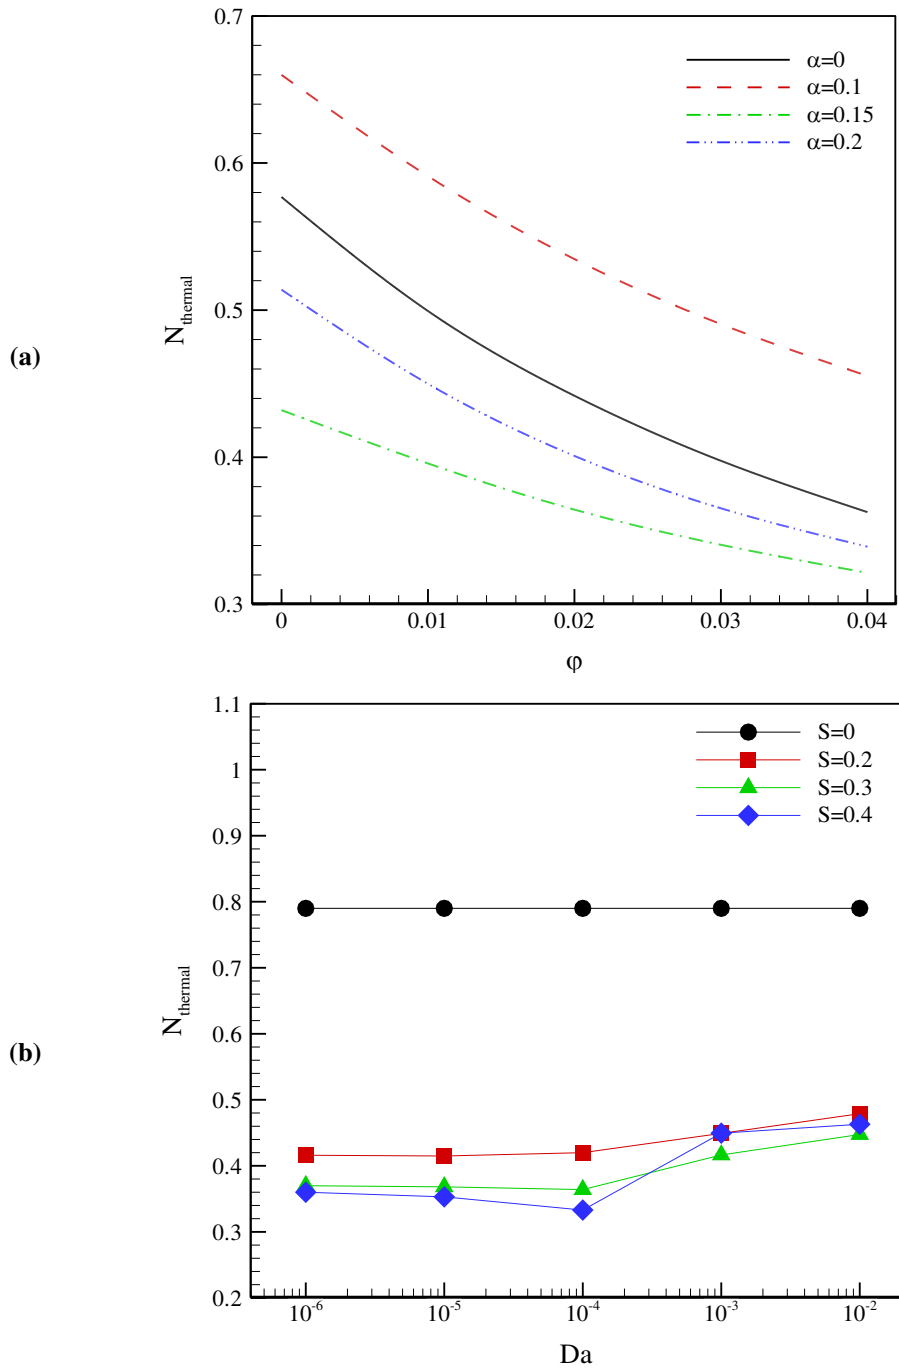 (a)
0.7
0.6
0.5
0.4
0.3
N_thermal
α=0
α=0.1
α=0.15
α=0.2
0 0.01 0.02 0.03 0.04
φ
(b)
1.1
1
0.9
0.8
0.7
0.6
0.5
0.4
0.3
0.2
N_thermal
S=0
S=0.2
S=0.3
S=0.4
10^-6 10^-5 10^-4 10^-3 10^-2
Da